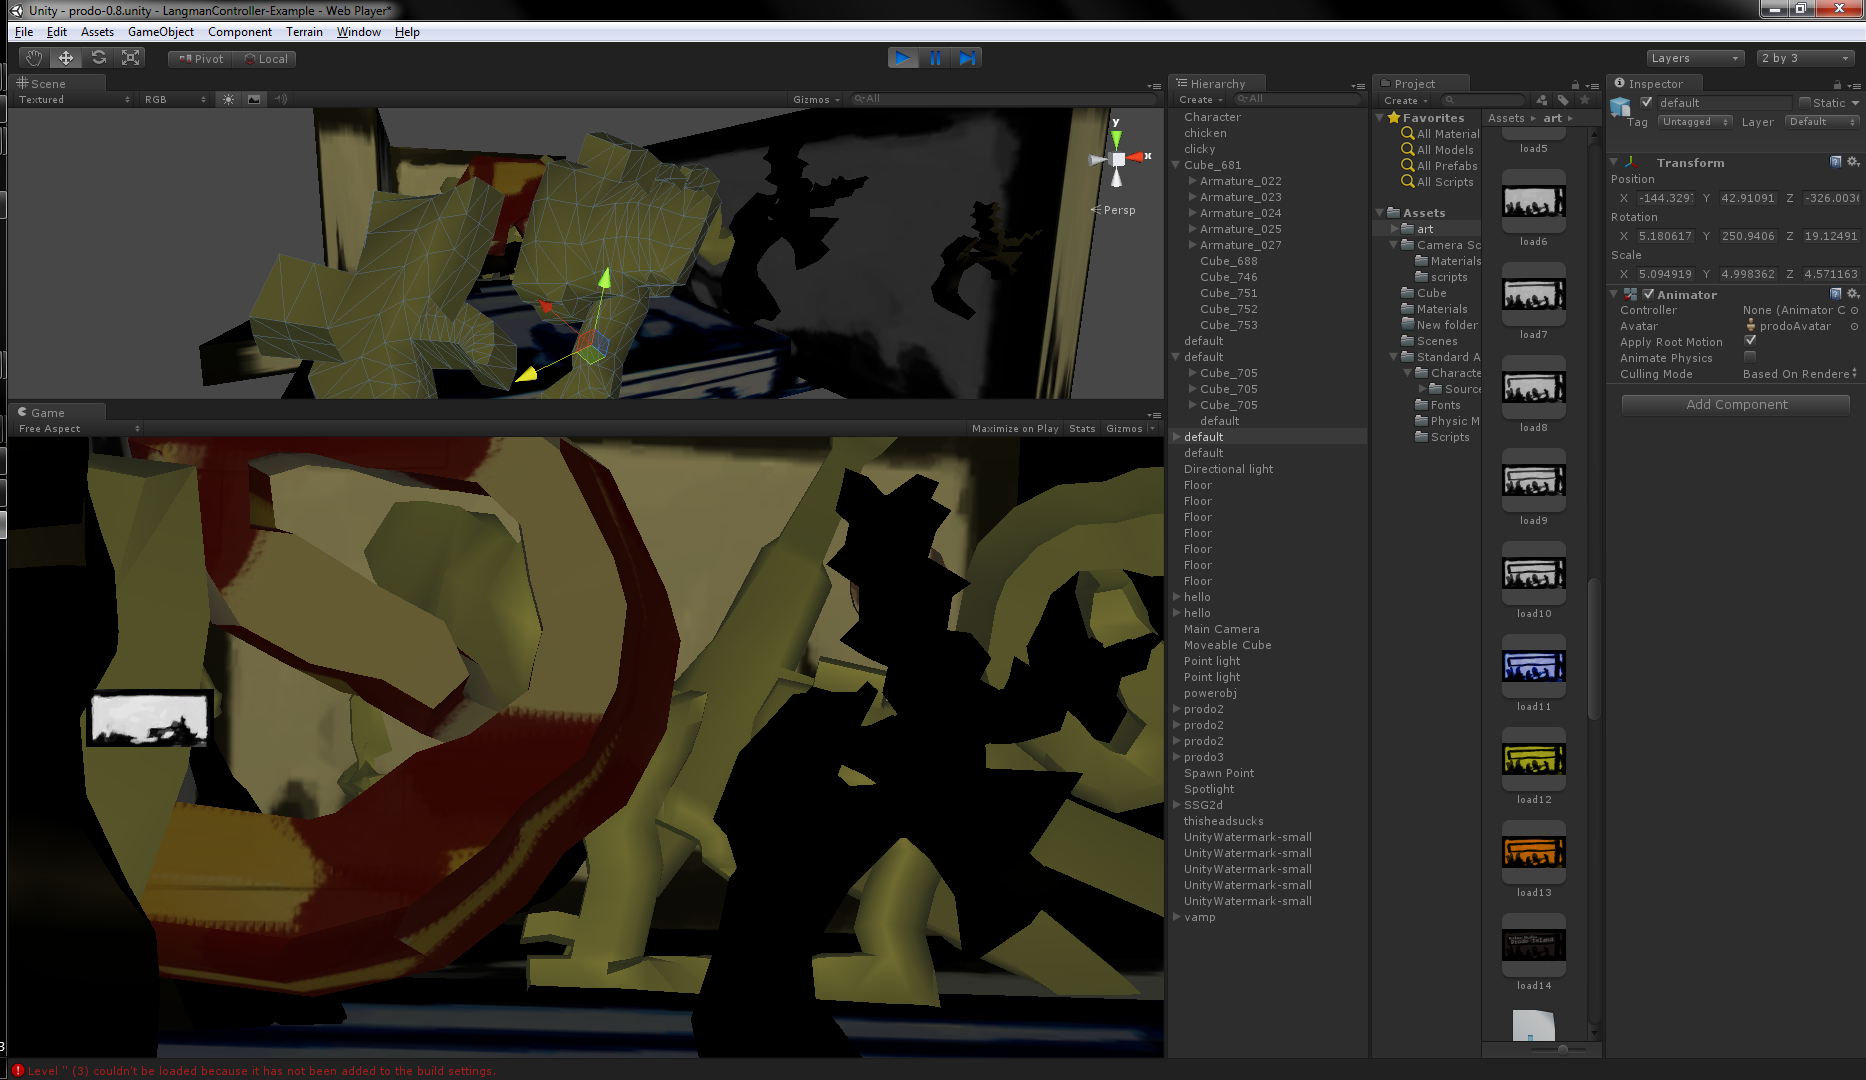 Unity - prodo-0.8.unity - LangmanController-Example - Web Player*
File Edit Assets GameObject Component Terrain Window Help
Pivot Local Layers 2 by 3
Scene
Textured RGB Gizmos All
y
x
Persp
Game
Free Aspect Maximize on Play Stats Gizmos
Hierarchy
Create All
Character
chicken
clicky
Cube_681
Armature_022
Armature_023
Armature_024
Armature_025
Armature_027
Cube_688
Cube_746
Cube_751
Cube_752
Cube_753
default
default
Cube_705
Cube_705
Cube_705
default
default
default
Directional light
Floor
Floor
Floor
Floor
Floor
Floor
Floor
hello
hello
Main Camera
Moveable Cube
Point light
Point light
powerobj
prodo2
prodo2
prodo2
prodo3
Spawn Point
Spotlight
SSG2d
thisheadsucks
UnityWatermark-small
UnityWatermark-small
UnityWatermark-small
UnityWatermark-small
UnityWatermark-small
vamp
Project
Create
Favorites
All Material
All Models
All Prefabs
All Scripts
Assets
art
Camera Sc
Materials
scripts
Cube
Materials
New folder
Scenes
Standard A
Characte
Sourc
Fonts
Physic M
Scripts
Assets art
load5
load6
load7
load8
load9
load10
load11
load12
load13
load14
Inspector
default Static
Tag Untagged Layer Default
Transform
Position
X -144.3297 Y 42.91091 Z -326.0036
Rotation
X 5.180617 Y 250.9406 Z 19.12491
Scale
X 5.094919 Y 4.998362 Z 4.571163
Animator
Controller None (Animator C
Avatar prodoAvatar
Apply Root Motion
Animate Physics
Culling Mode Based On Rendere
Add Component
Level '' (3) couldn't be loaded because it has not been added to the build settings.